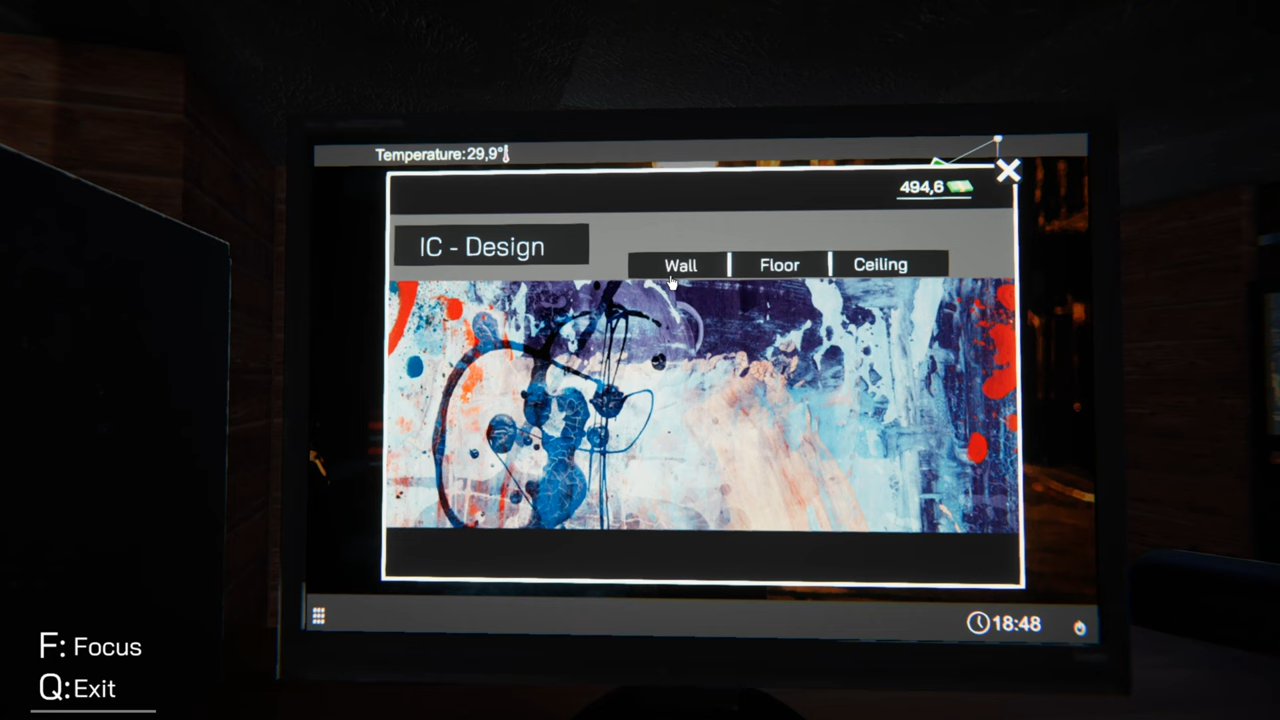 Temperature: 29,9°
494,6
IC - Design
Wall
Floor
Ceiling
18:48
F: Focus
Q: Exit